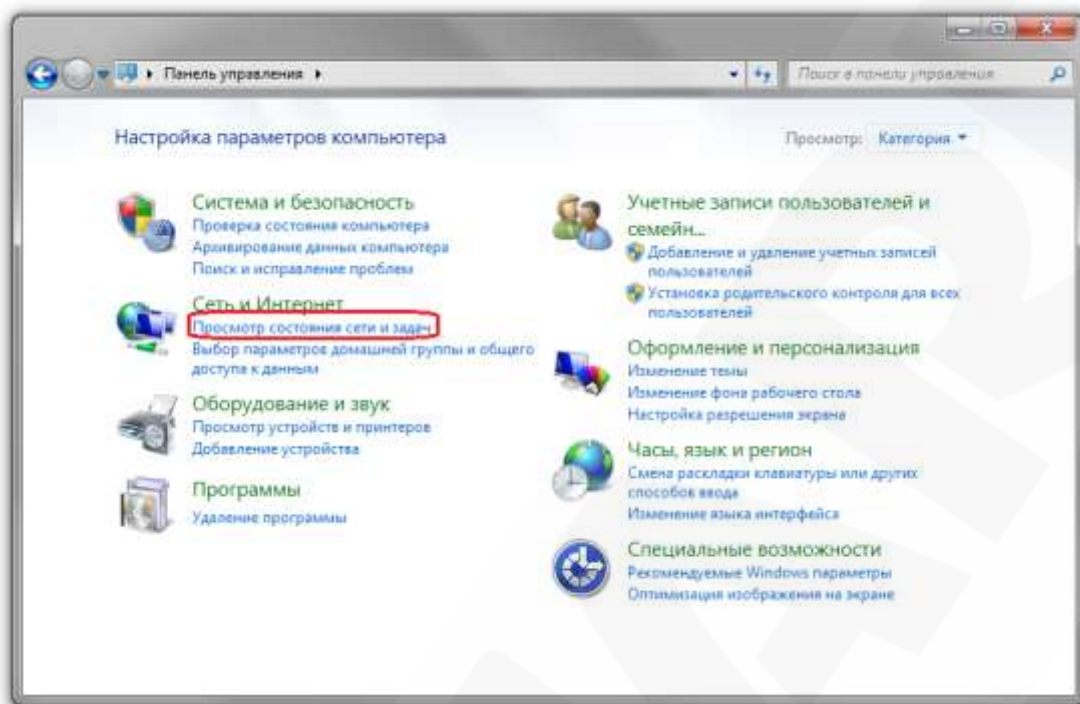 Панель управления
Поиск в панели управления
Настройка параметров компьютера
Просмотр: Категория
Система и безопасность
Проверка состояния компьютера
Архивирование данных компьютера
Поиск и исправление проблем
Сеть и Интернет
Просмотр состояния сети и задач
Выбор параметров домашней группы и общего
доступа к данным
Оборудование и звук
Просмотр устройств и принтеров
Добавление устройства
Программы
Удаление программы
Учетные записи пользователей и
семейн...
Добавление и удаление учетных записей
пользователей
Установка родительского контроля для всех
пользователей
Оформление и персонализация
Изменение темы
Изменение фона рабочего стола
Настройка разрешения экрана
Часы, язык и регион
Смена раскладки клавиатуры или других
способов ввода
Изменение языка интерфейса
Специальные возможности
Рекомендуемые Windows параметры
Оптимизация изображения на экране